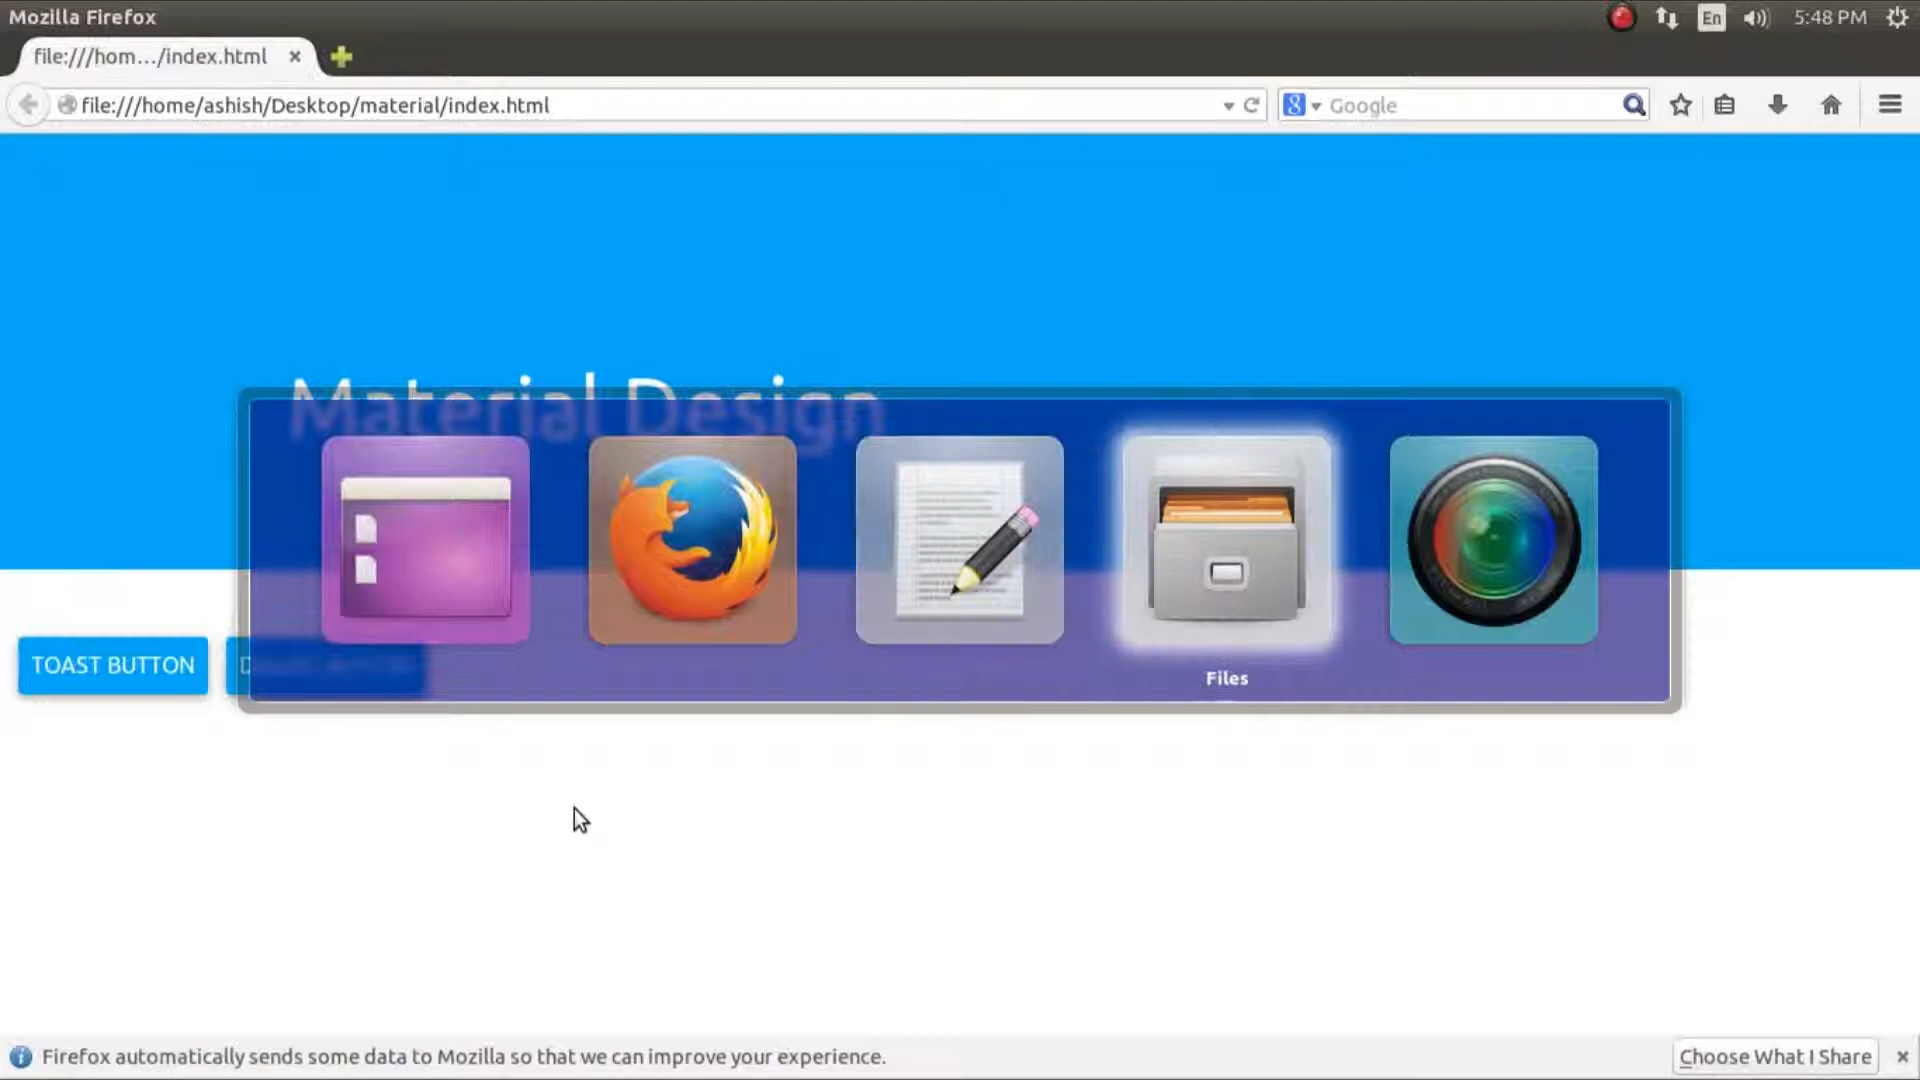 Mozilla Firefox
En
5:48 PM
file:///hom.../index.html
file:///home/ashish/Desktop/material/index.html
8
Google
Material Design
TOAST BUTTON
Files
Firefox automatically sends some data to Mozilla so that we can improve your experience.
Choose What I Share